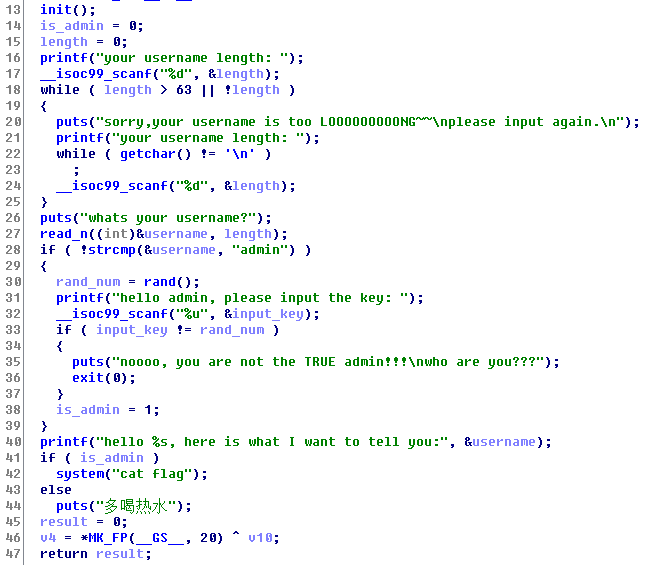 13 init();
14 is_admin = 0;
15 length = 0;
16 printf("your username length: ");
17 __isoc99_scanf("%d", &length);
18 while ( length > 63 || !length )
19 {
20 puts("sorry,your username is too LOOOOOOOOONG~~\nplease input again.\n");
21 printf("your username length: ");
22 while ( getchar() != '\n' )
23 ;
24 __isoc99_scanf("%d", &length);
25 }
26 puts("whats your username?");
27 read_n((int)&username, length);
28 if ( !strcmp(&username, "admin") )
29 {
30 rand_num = rand();
31 printf("hello admin, please input the key: ");
32 __isoc99_scanf("%u", &input_key);
33 if ( input_key != rand_num )
34 {
35 puts("noooo, you are not the TRUE admin!!!\nwho are you???");
36 exit(0);
37 }
38 is_admin = 1;
39 }
40 printf("hello %s, here is what I want to tell you:", &username);
41 if ( is_admin )
42 system("cat flag");
43 else
44 puts("多喝热水");
45 result = 0;
46 v4 = *MK_FP(__GS__, 20) ^ v10;
47 return result;